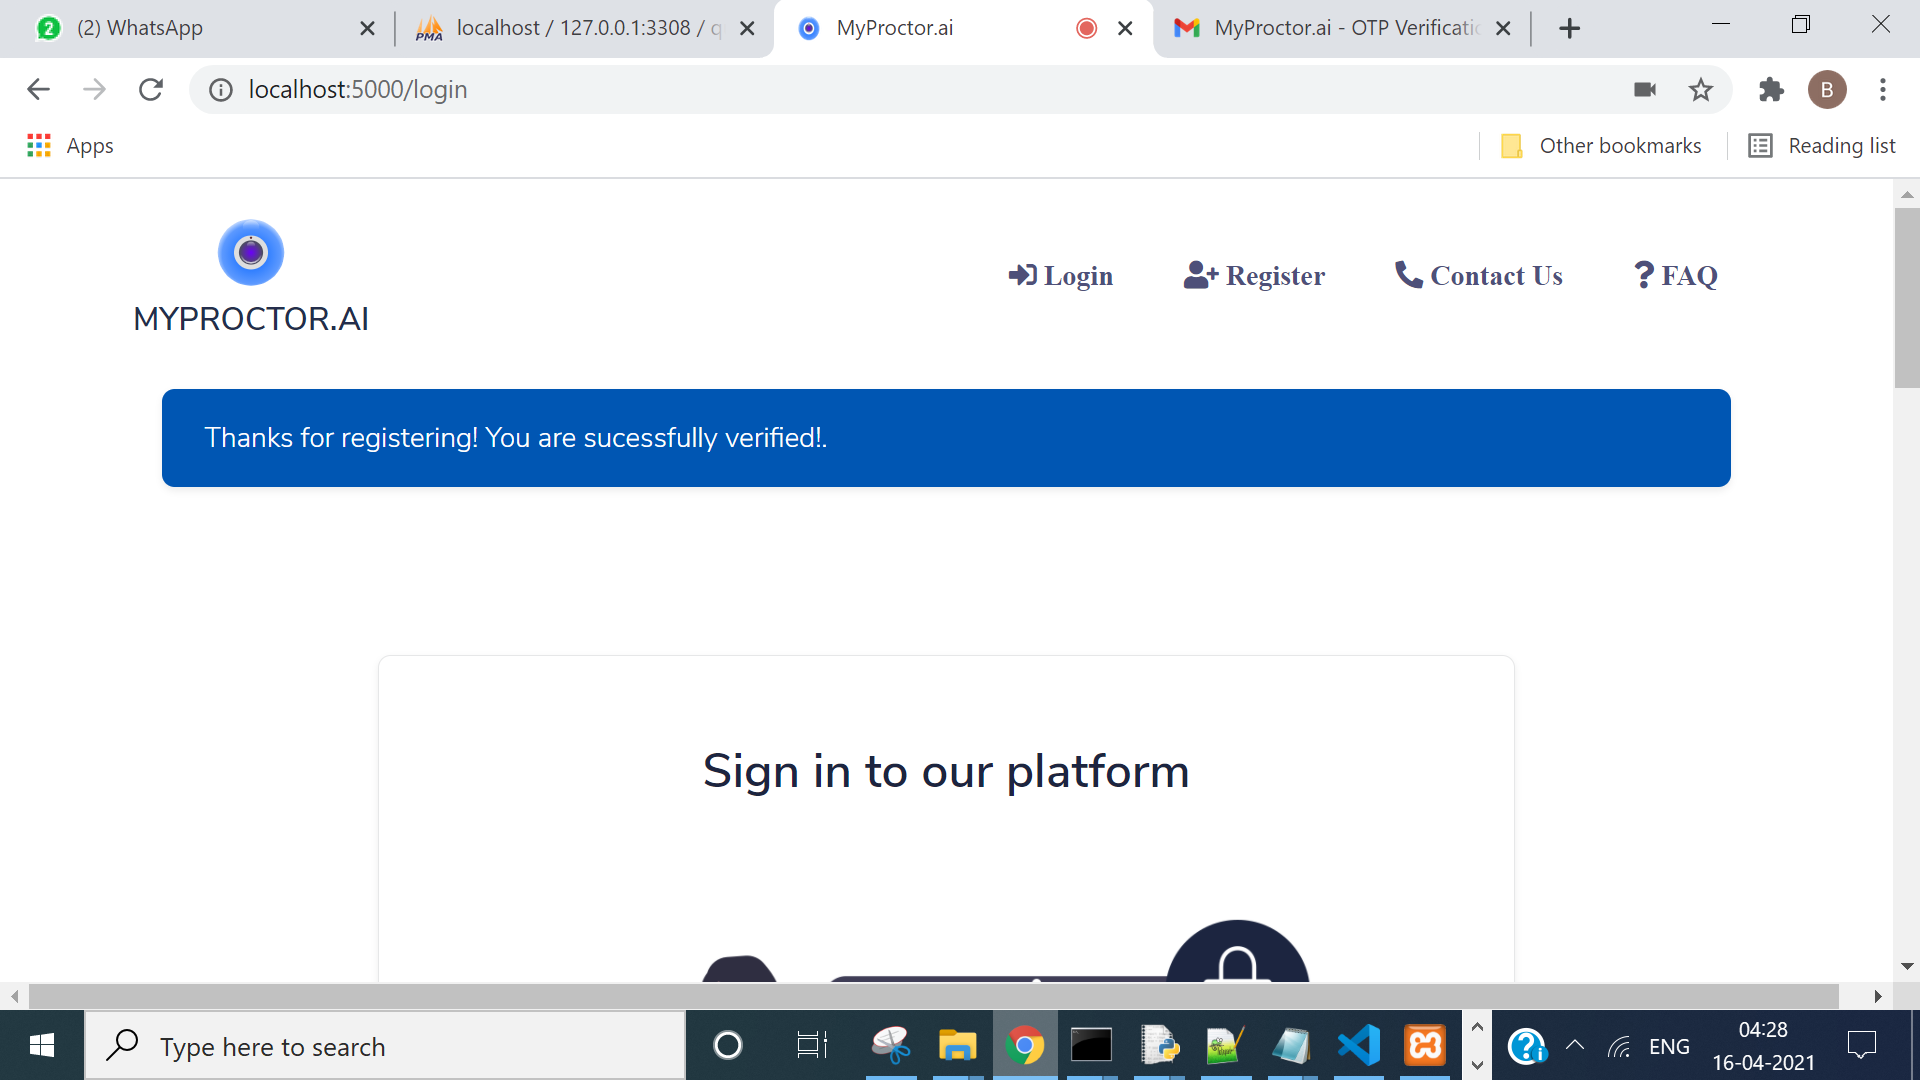 (2) WhatsApp
localhost / 127.0.0.1:3308 / q
MyProctor.ai
MyProctor.ai - OTP Verificatio
localhost:5000/login
B
Apps
Other bookmarks
Reading list
MYPROCTOR.AI
Login
Register
Contact Us
FAQ
Thanks for registering! You are sucessfully verified!.
Sign in to our platform
Type here to search
ENG
04:28
16-04-2021